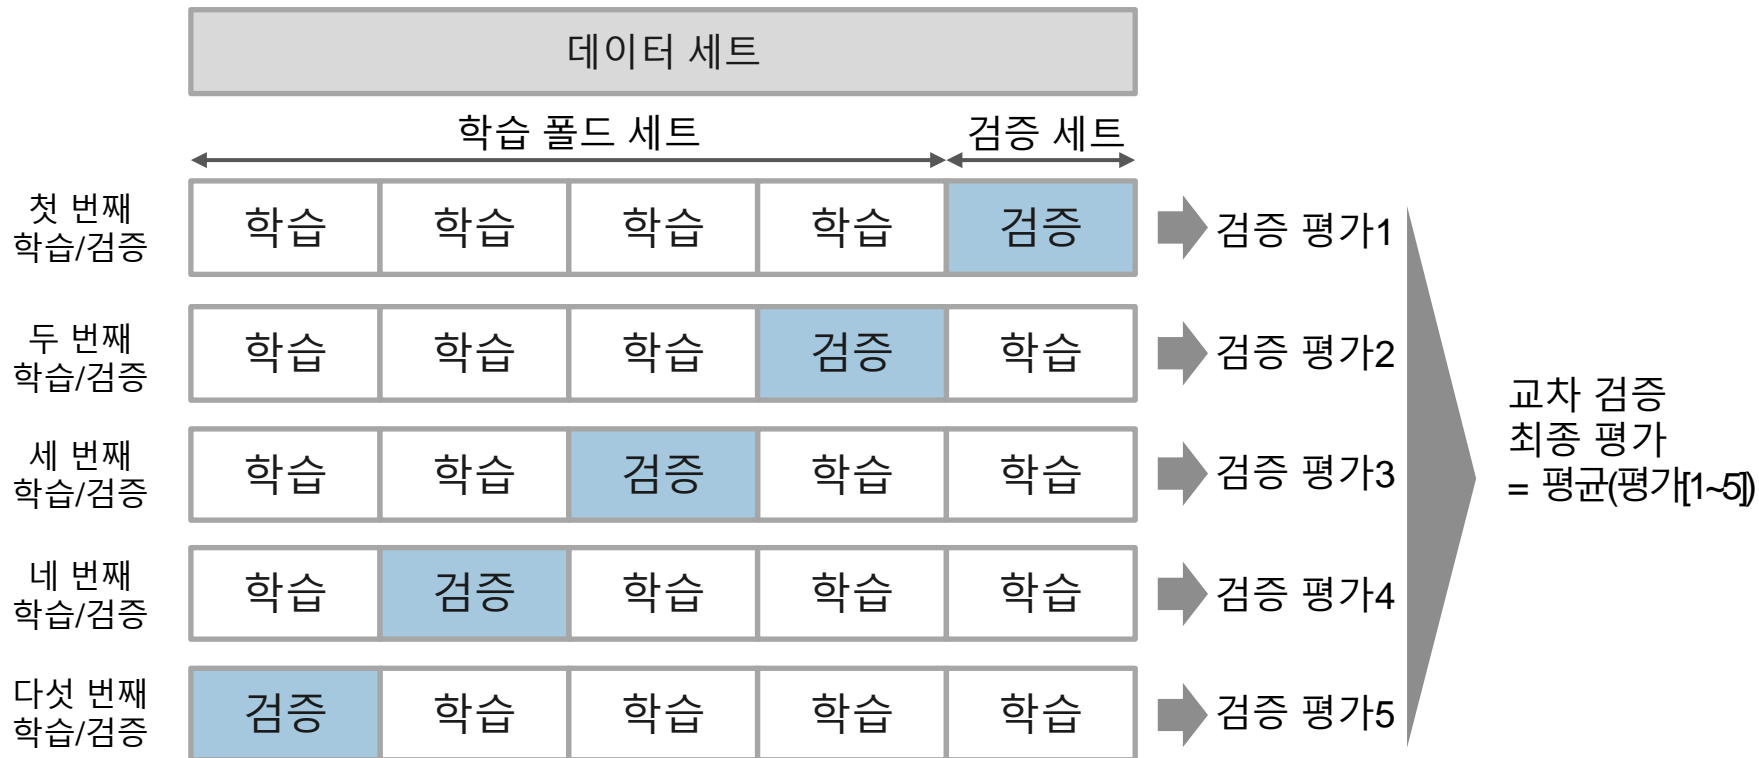 데이터 세트
학습 폴드 세트 검증 세트
첫 번째
학습/검증
학습 학습 학습 학습 검증
검증 평가1
두 번째
학습/검증
학습 학습 학습 검증 학습
검증 평가2
세 번째
학습/검증
학습 학습 검증 학습 학습
검증 평가3
네 번째
학습/검증
학습 검증 학습 학습 학습
검증 평가4
다섯 번째
학습/검증
검증 학습 학습 학습 학습
검증 평가5
교차 검증
최종 평가
= 평균(평가[1~5])